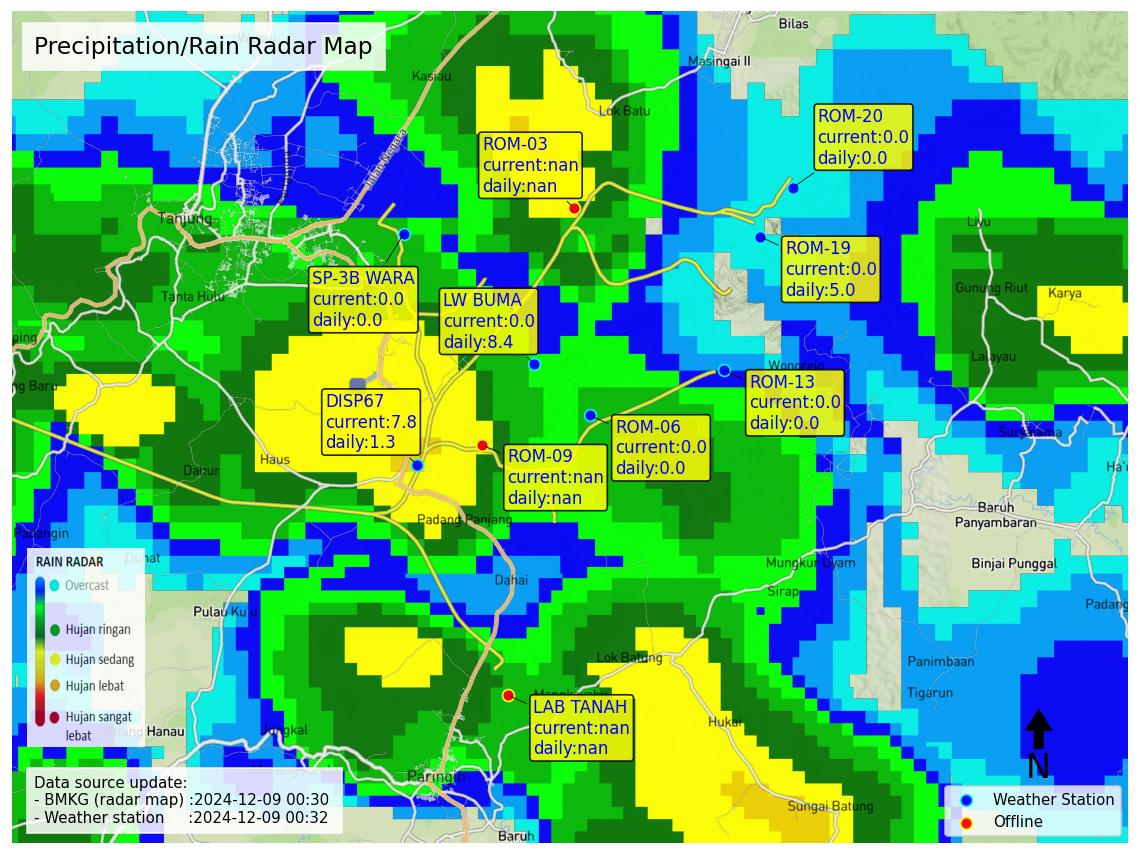 Precipitation/Rain Radar Map
Bilas
Masingai II
Kasiau
Lok Batu
ROM-20
current:0.0
daily:0.0
ROM-03
current:nan
daily:nan
Jalan Negara
Tanjung
Liyu
ROM-19
current:0.0
daily:5.0
SP-3B WARA
current:0.0
daily:0.0
LW BUMA
current:0.0
daily:8.4
Tanta Hulu
Gunung Riut
Karya
ping
Lalayau
ng Baru
ROM-13
current:0.0
daily:0.0
DISP67
current:7.8
daily:1.3
ROM-06
current:0.0
daily:0.0
ROM-09
current:nan
daily:nan
Haus
Dahur
Suryatama
Padang Panjang
Baruh
Panyambaran
Binjai Punggal
Mungkur Uyam
Sirap
Dahai
RAIN RADAR
Overcast
Hujan ringan
Hujan sedang
Hujan lebat
Hujan sangat
lebat
Pulau Ku'u
Padang
Lok Batung
Panimbaan
Tigarun
LAB TANAH
current:nan
daily:nan
Hukai
Hanau
Jungkal
N
Paringin
Sungai Batung
Baruh
Data source update:
- BMKG (radar map) :2024-12-09 00:30
- Weather station :2024-12-09 00:32
Weather Station
Offline